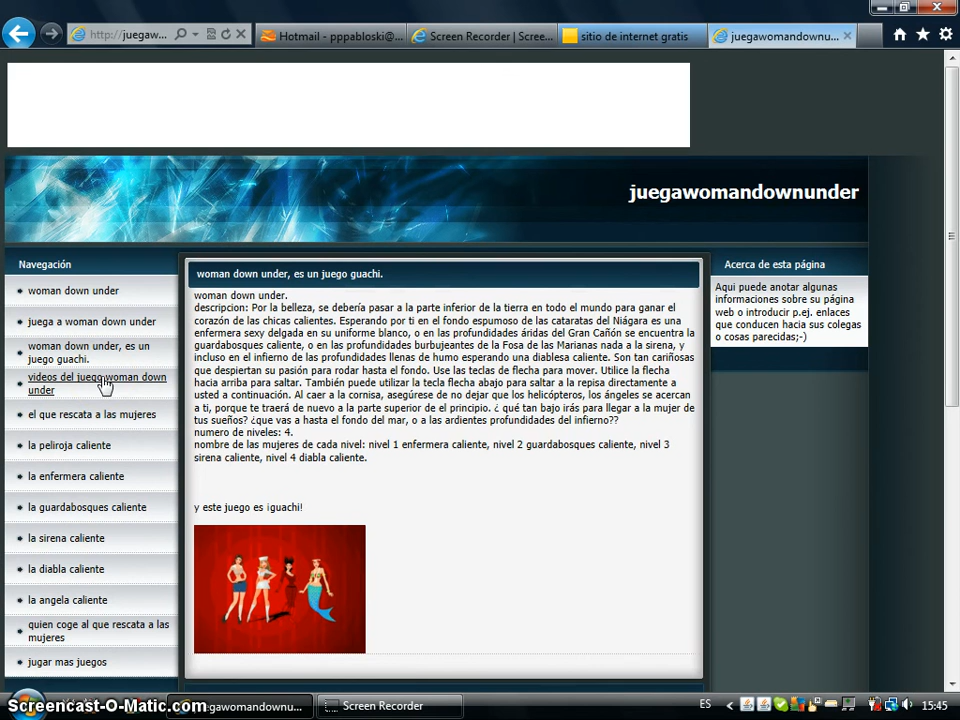 http://juegaw...
Hotmail - pppabloski@...
Screen Recorder | Scree...
sitio de internet gratis
juegawomandownu...
juegawomandownunder
Navegación
woman down under
juega a woman down under
woman down under, es un
juego guachi.
videos del juego woman down
under
el que rescata a las mujeres
la peliroja caliente
la enfermera caliente
la guardabosques caliente
la sirena caliente
la diabla caliente
la angela caliente
quien coge al que rescata a las
mujeres
jugar mas juegos
woman down under, es un juego guachi.
woman down under.
descripcion: Por la belleza, se debería pasar a la parte inferior de la tierra en todo el mundo para ganar el
corazón de las chicas calientes. Esperando por ti en el fondo espumoso de las cataratas del Niágara es una
enfermera sexy delgada en su uniforme blanco, o en las profundidades áridas del Gran Cañón se encuentra la
guardabosques caliente, o en las profundidades burbujeantes de la Fosa de las Marianas nada a la sirena, y
incluso en el infierno de las profundidades llenas de humo esperando una diablesa caliente. Son tan cariñosas
que despiertan su pasión para rodar hasta el fondo. Use las teclas de flecha para mover. Utilice la flecha
hacia arriba para saltar. También puede utilizar la tecla flecha abajo para saltar a la repisa directamente a
usted a continuación. Al caer a la cornisa, asegúrese de no dejar que los helicópteros, los ángeles se acercan
a ti, porque te traerá de nuevo a la parte superior de el principio. ¿ qué tan bajo irás para llegar a la mujer de
tus sueños? ¿que vas a hasta el fondo del mar, o a las ardientes profundidades del infierno??
numero de niveles: 4.
nombre de las mujeres de cada nivel: nivel 1 enfermera caliente, nivel 2 guardabosques caliente, nivel 3
sirena caliente, nivel 4 diabla caliente.
y este juego es ¡guachi!
Acerca de esta página
Aqui puede anotar algunas
informaciones sobre su página
web o introducir p.ej. enlaces
que conducen hacia sus colegas
o cosas parecidas;-)
Screencast-O-Matic.com
juegawomandownu...
Screen Recorder
ES
15:45